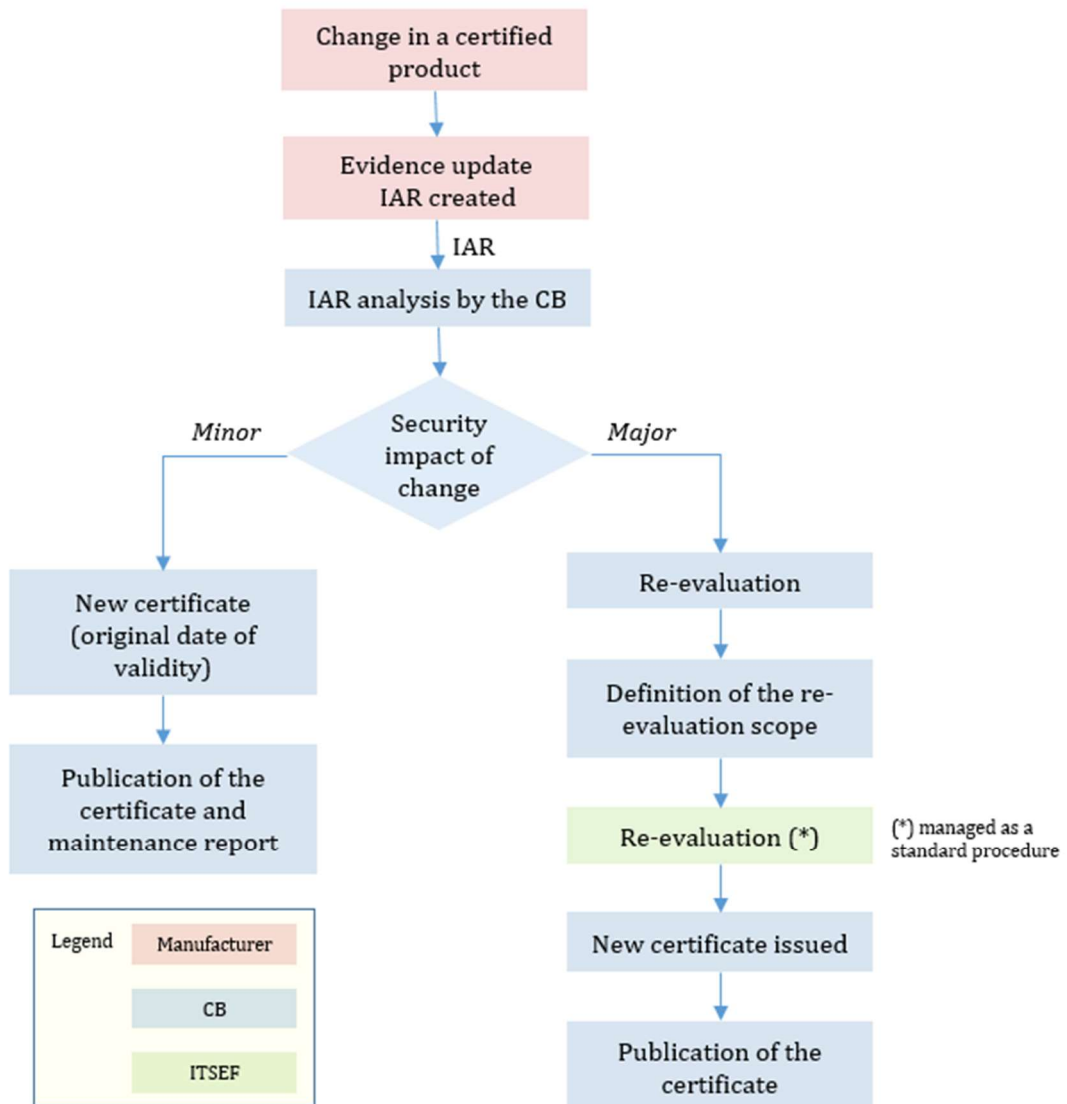 Change in a certified
product
Evidence update
IAR created
IAR
IAR analysis by the CB
Security
impact of
change
Minor
Major
New certificate
(original date of
validity)
Publication of the
certificate and
maintenance report
Re-evaluation
Definition of the re-
evaluation scope
Re-evaluation (*)
(*) managed as a
standard procedure
New certificate issued
Publication of the
certificate
Legend
Manufacturer
CB
ITSEF